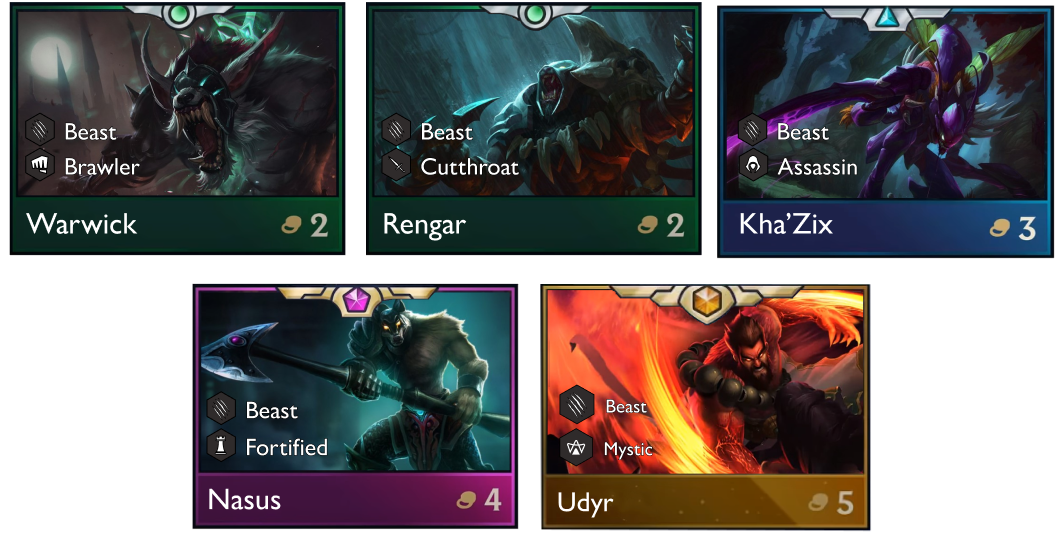 Beast
Brawler
Warwick 2
Beast
Cutthroat
Rengar 2
Beast
Assassin
Kha'Zix 3
Beast
Fortified
Nasus 4
Beast
Mystic
Udyr 5